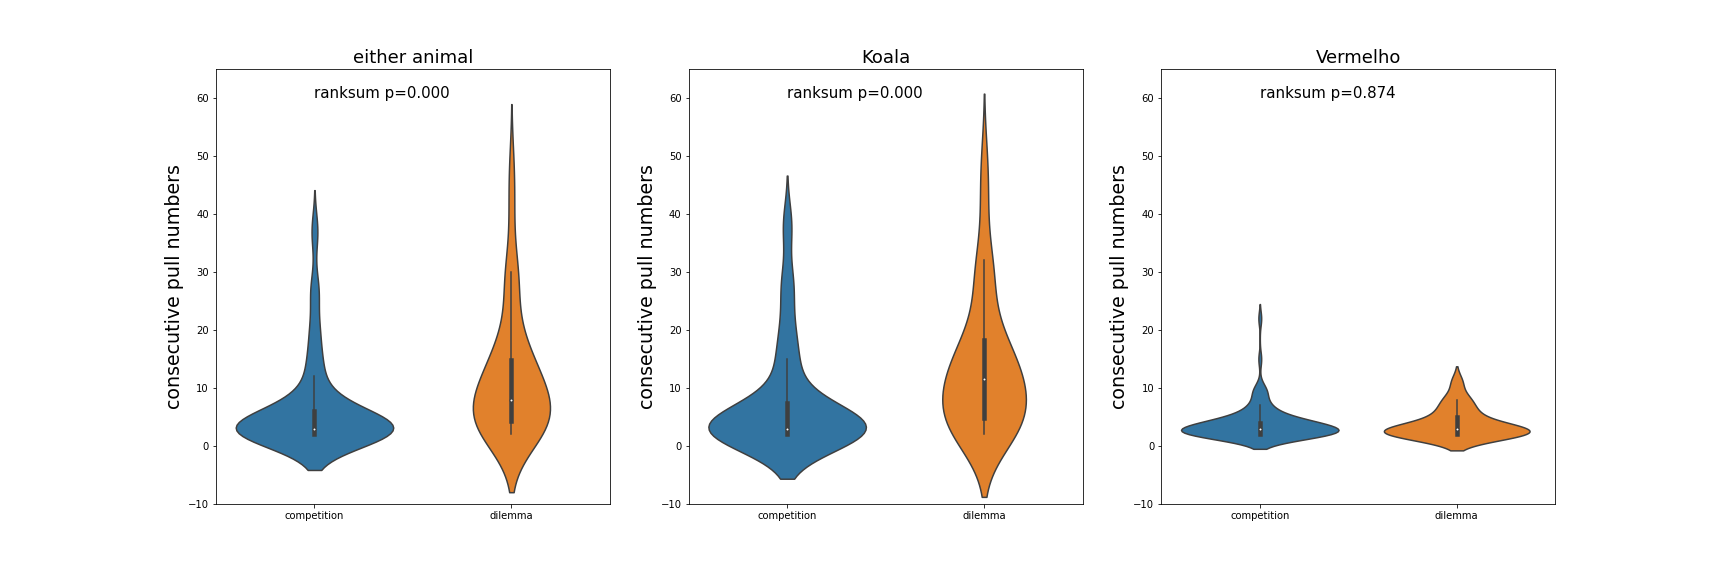 either animal
consecutive pull numbers
ranksum p=0.000
60
50
40
30
20
10
0
−10
competition
dilemma
Koala
consecutive pull numbers
ranksum p=0.000
60
50
40
30
20
10
0
−10
competition
dilemma
Vermelho
consecutive pull numbers
ranksum p=0.874
60
50
40
30
20
10
0
−10
competition
dilemma